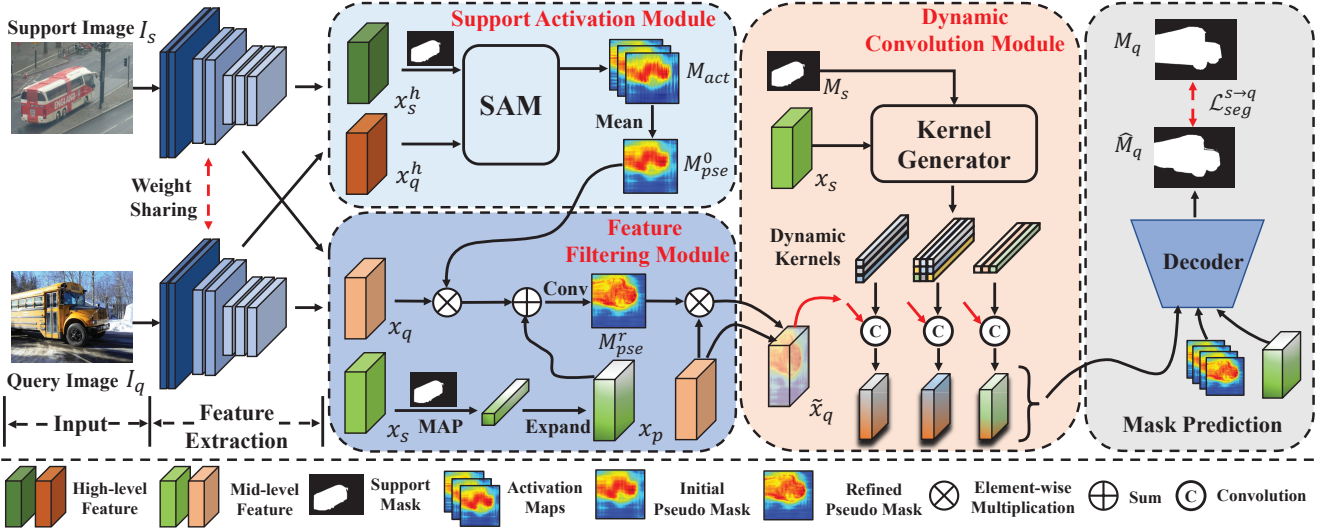 Support Image I_s
Weight
Sharing
Query Image I_q
Input
Feature
Extraction
Support Activation Module
x_s^h
x_q^h
SAM
M_act
Mean
M_pse^0
Feature
Filtering Module
x_q
Conv
M_pse^r
x_s
MAP
Expand
x_p
Dynamic
Convolution Module
M_s
x_s
Kernel
Generator
Dynamic
Kernels
C
C
C
x̃_q
M_q
ℒ_seg^{s→q}
M̂_q
Decoder
Mask Prediction
High-level
Feature
Mid-level
Feature
Support
Mask
Activation
Maps
Initial
Pseudo Mask
Refined
Pseudo Mask
Element-wise
Multiplication
Sum
C
Convolution